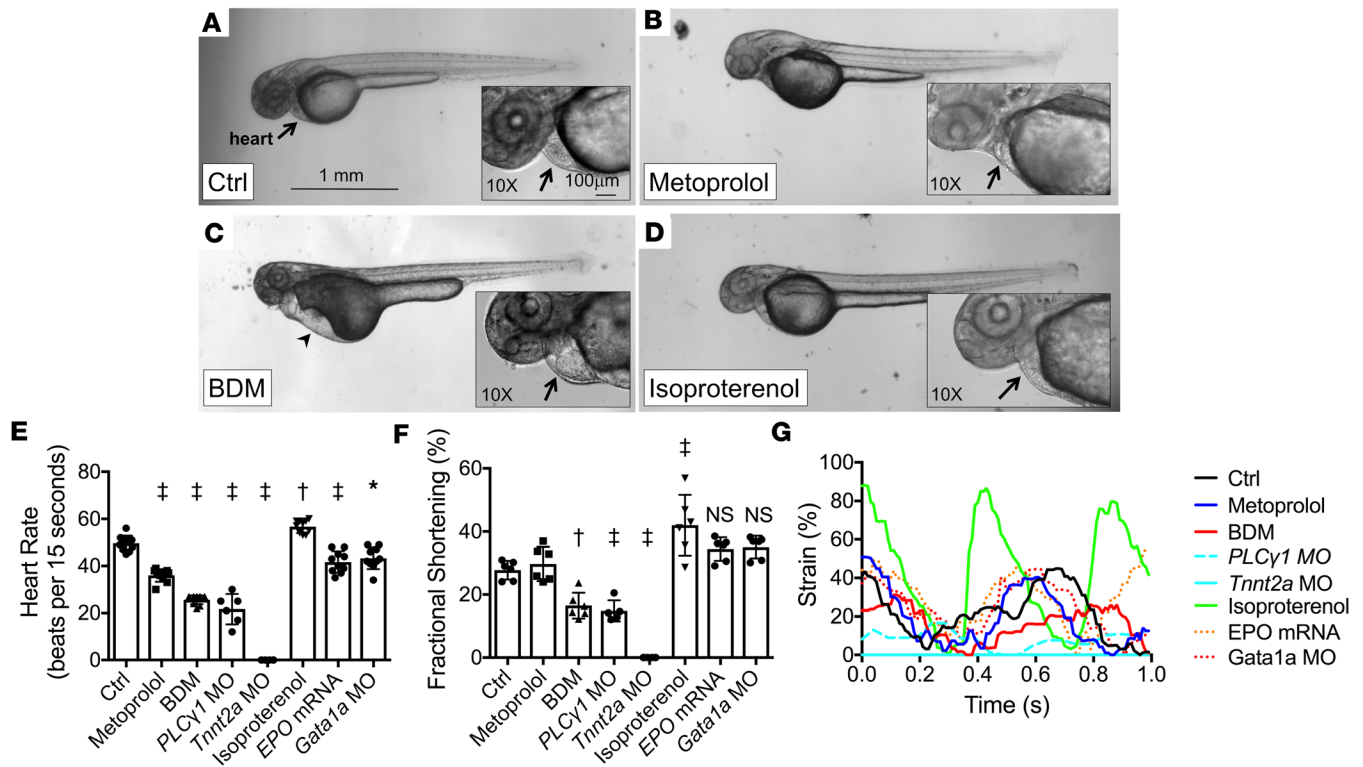 A
heart
1 mm
Ctrl
10X
100µm
B
Metoprolol
10X
C
BDM
10X
D
Isoproterenol
10X
E
Heart Rate
(beats per 15 seconds)
80
60
40
20
0
‡ ‡ ‡ ‡ † ‡ *
Ctrl
Metoprolol
BDM
PLCγ1 MO
Tnnt2a MO
Isoproterenol
EPO mRNA
Gata1a MO
F
Fractional Shortening (%)
60
40
20
0
† ‡ ‡ ‡ NS NS
Ctrl
Metoprolol
BDM
PLCγ1 MO
Tnnt2a MO
Isoproterenol
EPO mRNA
Gata1a MO
G
Strain (%)
100
80
60
40
20
0
0.0 0.2 0.4 0.6 0.8 1.0
Time (s)
Ctrl
Metoprolol
BDM
PLCγ1 MO
Tnnt2a MO
Isoproterenol
EPO mRNA
Gata1a MO